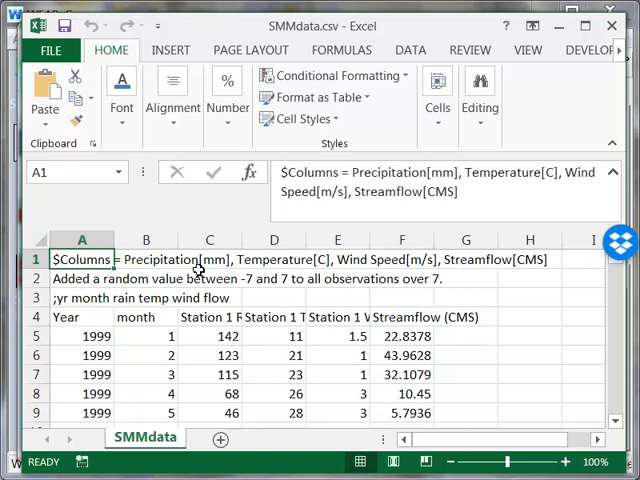 SMMdata.csv - Excel
FILE HOME INSERT PAGE LAYOUT FORMULAS DATA REVIEW VIEW DEVELO
Paste
Clipboard
Font
Alignment
%
Number
Conditional Formatting
Format as Table
Cell Styles
Styles
Cells
Editing
A1
fx
$Columns = Precipitation[mm], Temperature[C], Wind
Speed[m/s], Streamflow[CMS]
A B C D E F G H I
1 $Columns = Precipitation[mm], Temperature[C], Wind Speed[m/s], Streamflow[CMS]
2 Added a random value between -7 and 7 to all observations over 7.
3 ;yr month rain temp wind flow
4 Year month Station 1 R Station 1 T Station 1 W Streamflow (CMS)
5 1999 1 142 11 1.5 22.8378
6 1999 2 123 21 1 43.9628
7 1999 3 115 23 1 32.1079
8 1999 4 68 26 3 10.45
9 1999 5 46 28 3 5.7936
SMMdata
READY
100%